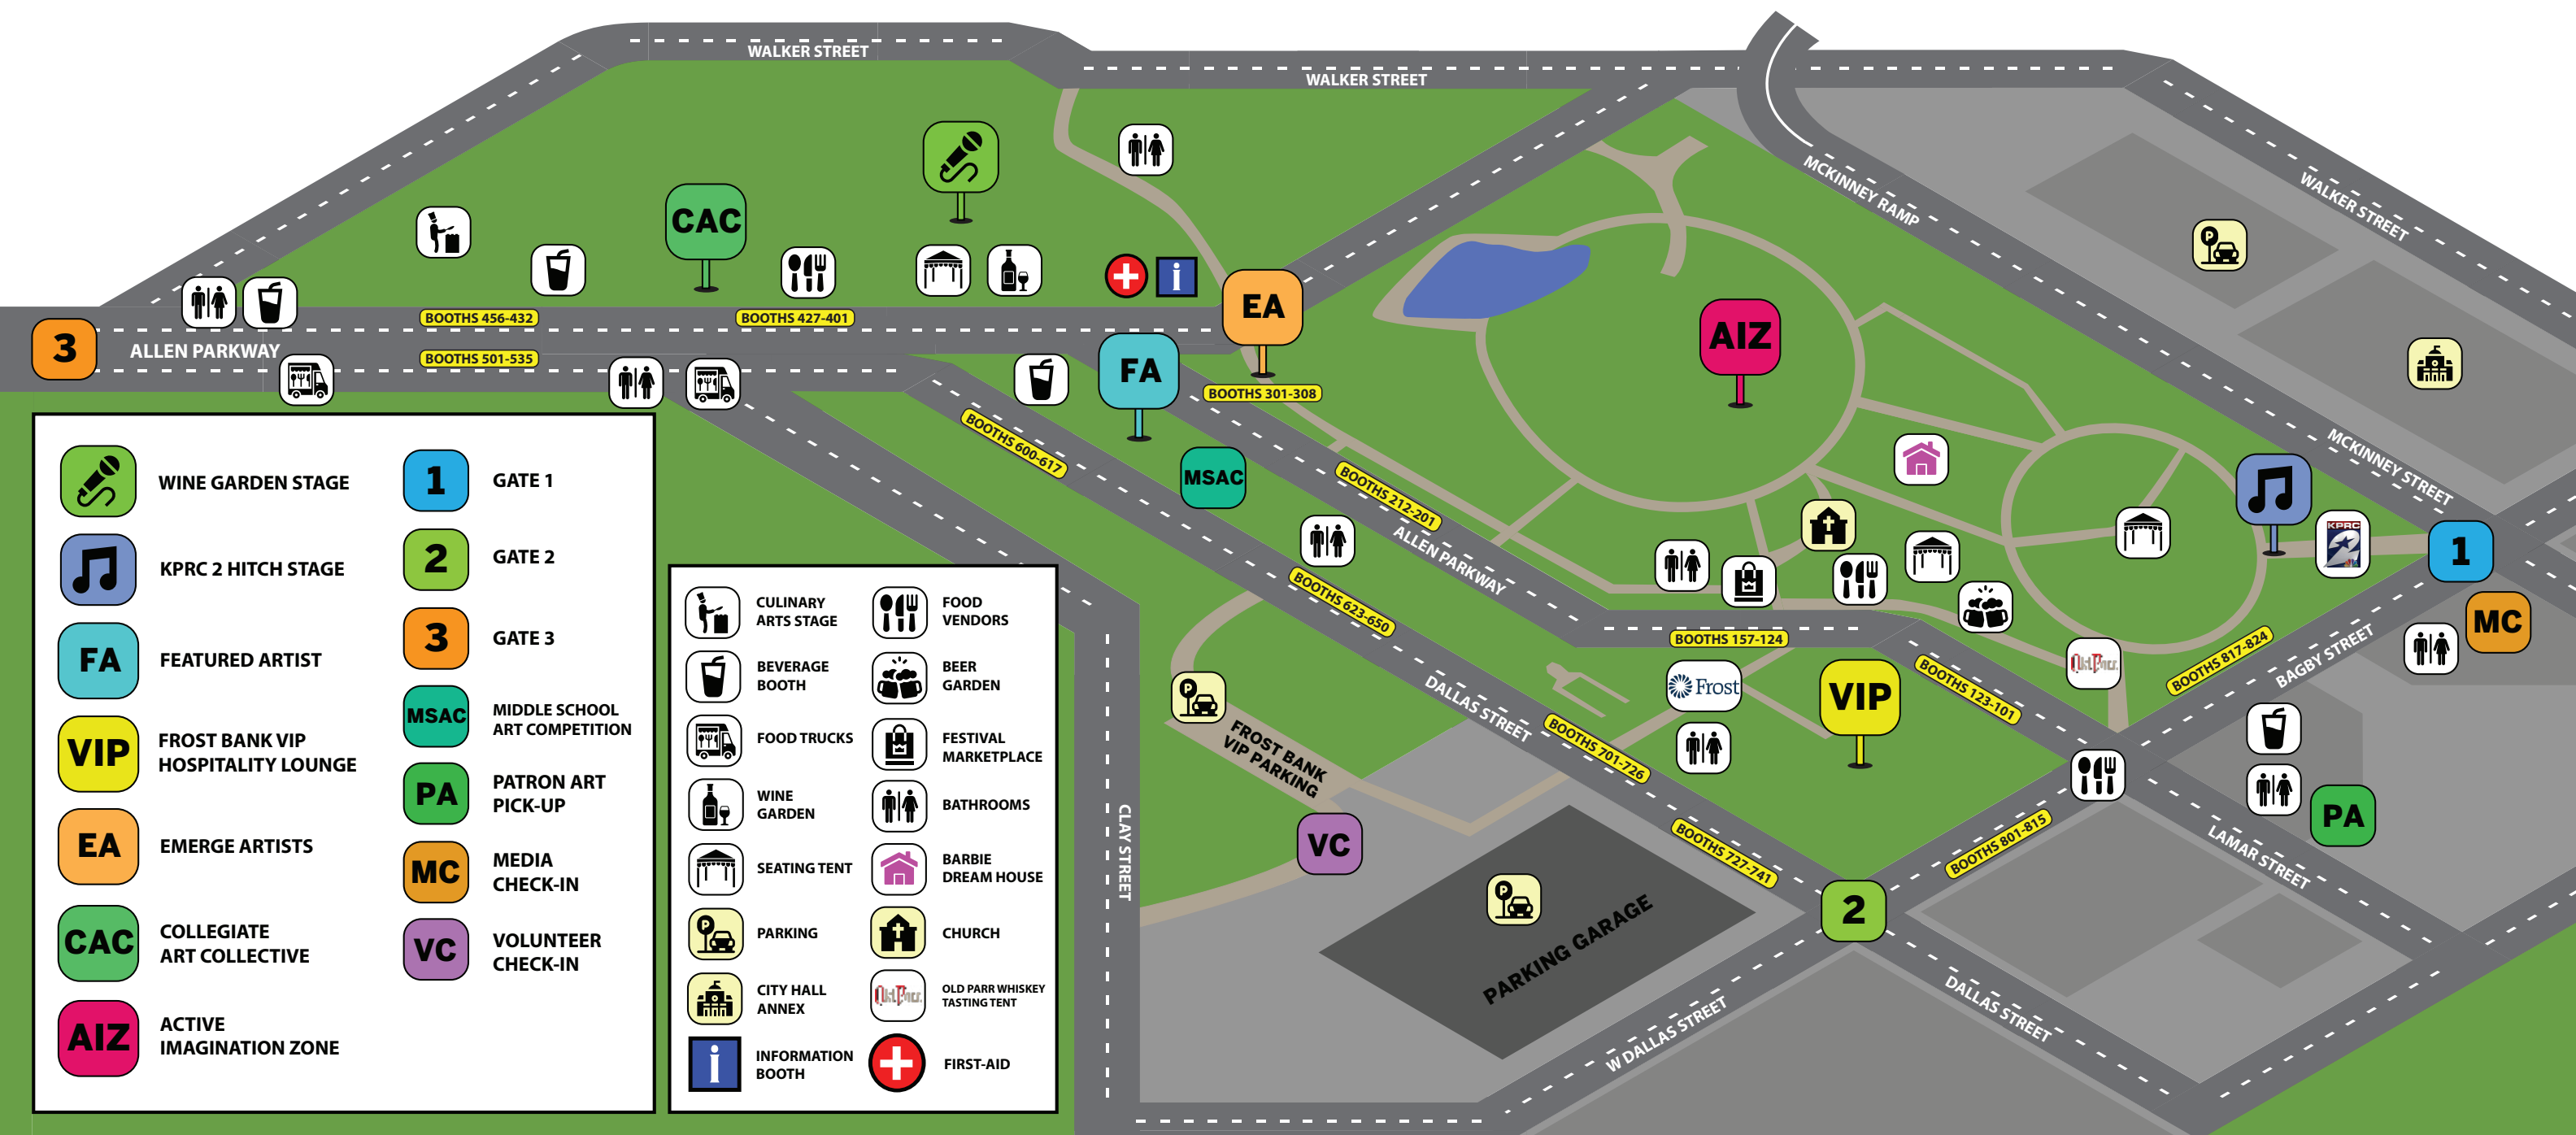 WALKER STREET
WALKER STREET
MCKINNEY RAMP
WALKER STREET
P
CAC
i
EA
FA
AIZ
3
ALLEN PARKWAY
BOOTHS 456-432
BOOTHS 427-401
BOOTHS 501-535
BOOTHS 301-308
BOOTHS 600-617
MSAC
BOOTHS 212-201
ALLEN PARKWAY
MCKINNEY STREET
KPRC
2
1
MC
BOOTHS 623-650
BOOTHS 157-124
Frost
VIP
BOOTHS 123-101
Old Parr
BOOTHS 817-824
BAGBY STREET
DALLAS STREET
BOOTHS 701-726
P
FROST BANK
VIP PARKING
VC
BOOTHS 727-741
BOOTHS 801-815
PA
LAMAR STREET
CLAY STREET
P
PARKING GARAGE
2
W DALLAS STREET
DALLAS STREET
WINE GARDEN STAGE
KPRC 2 HITCH STAGE
FA
FEATURED ARTIST
VIP
FROST BANK VIP
HOSPITALITY LOUNGE
EA
EMERGE ARTISTS
CAC
COLLEGIATE
ART COLLECTIVE
AIZ
ACTIVE
IMAGINATION ZONE
1
GATE 1
2
GATE 2
3
GATE 3
MSAC
MIDDLE SCHOOL
ART COMPETITION
PA
PATRON ART
PICK-UP
MC
MEDIA
CHECK-IN
VC
VOLUNTEER
CHECK-IN
CULINARY
ARTS STAGE
BEVERAGE
BOOTH
FOOD TRUCKS
WINE
GARDEN
SEATING TENT
P
PARKING
CITY HALL
ANNEX
i
INFORMATION
BOOTH
FOOD
VENDORS
BEER
GARDEN
FESTIVAL
MARKETPLACE
BATHROOMS
BARBIE
DREAM HOUSE
CHURCH
Old Parr
OLD PARR WHISKEY
TASTING TENT
FIRST-AID